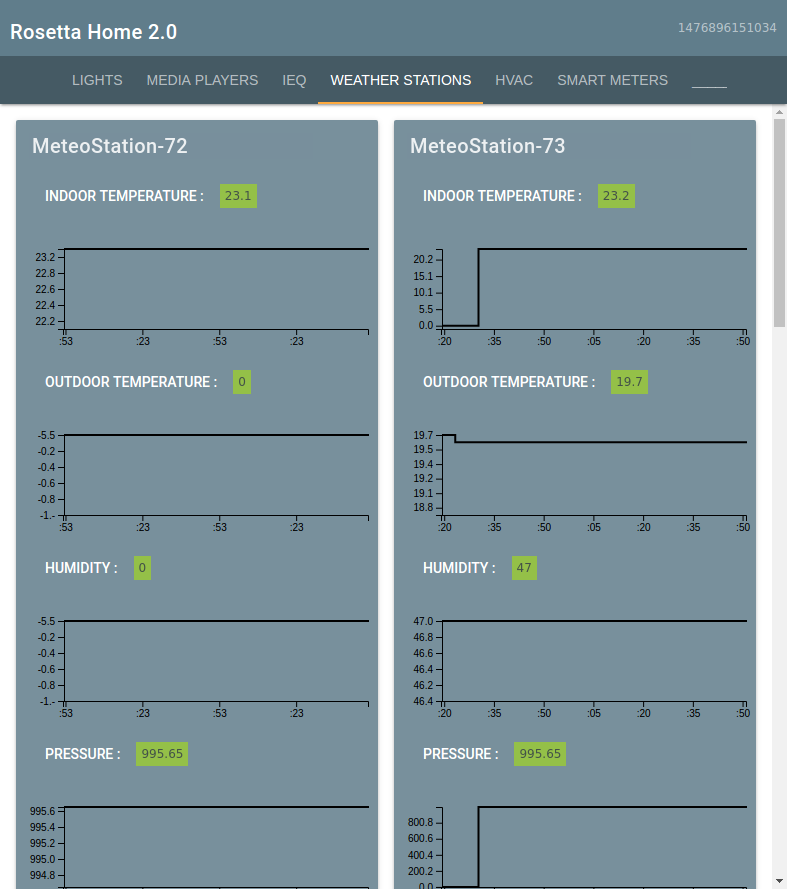 Rosetta Home 2.0
1476896151034
LIGHTS MEDIA PLAYERS IEQ WEATHER STATIONS HVAC SMART METERS _____
MeteoStation-72
INDOOR TEMPERATURE : 23.1
23.2
22.8
22.6
22.4
22.2
:53 :23 :53 :23
OUTDOOR TEMPERATURE : 0
-5.5
-0.2
-0.4
-0.6
-0.8
-1.-
:53 :23 :53 :23
HUMIDITY : 0
-5.5
-0.2
-0.4
-0.6
-0.8
-1.-
:53 :23 :53 :23
PRESSURE : 995.65
995.6
995.4
995.2
995.0
994.8
MeteoStation-73
INDOOR TEMPERATURE : 23.2
20.2
15.1
10.1
5.5
0.0
:20 :35 :50 :05 :20 :35 :50
OUTDOOR TEMPERATURE : 19.7
19.7
19.5
19.4
19.2
19.1
18.8
:20 :35 :50 :05 :20 :35 :50
HUMIDITY : 47
47.0
46.8
46.6
46.4
46.2
46.4
:20 :35 :50 :05 :20 :35 :50
PRESSURE : 995.65
800.8
600.6
400.4
200.2
0.0